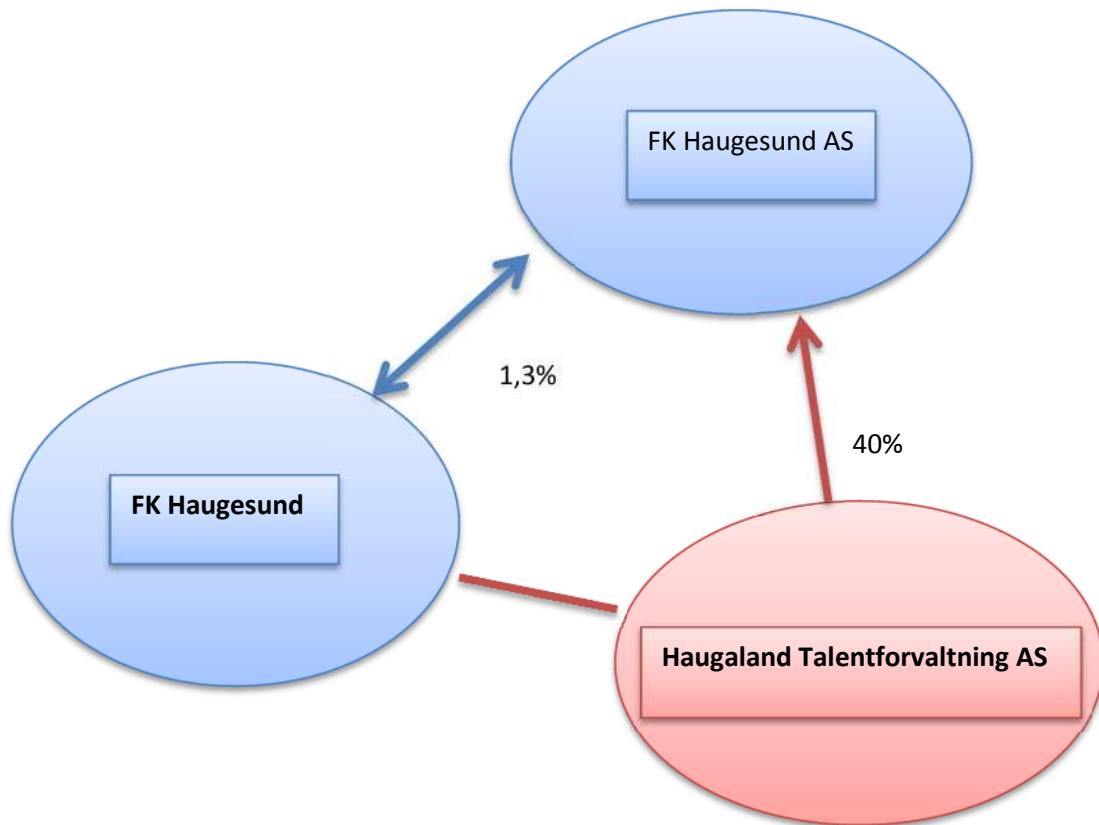 FK Haugesund AS
1,3%
40%
FK Haugesund
Haugaland Talentforvaltning AS